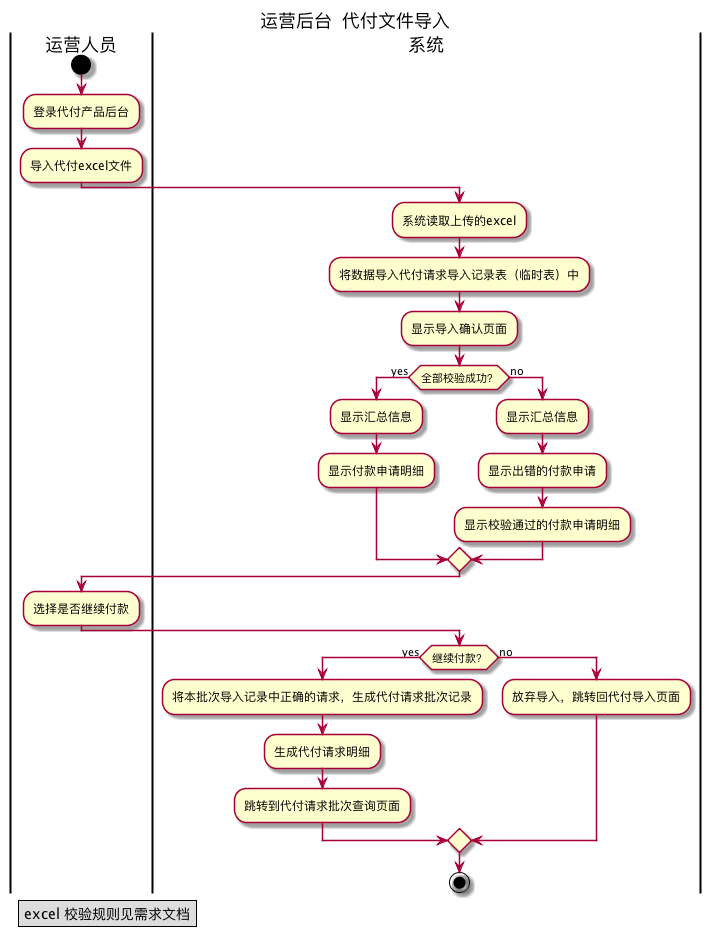 运营后台 代付文件导入
运营人员
系统
登录代付产品后台
导入代付excel文件
系统读取上传的excel
将数据导入代付请求导入记录表（临时表）中
显示导入确认页面
yes
全部校验成功?
no
显示汇总信息
显示汇总信息
显示付款申请明细
显示出错的付款申请
显示校验通过的付款申请明细
选择是否继续付款
yes
继续付款?
no
将本批次导入记录中正确的请求，生成代付请求批次记录
放弃导入，跳转回代付导入页面
生成代付请求明细
跳转到代付请求批次查询页面
excel 校验规则见需求文档